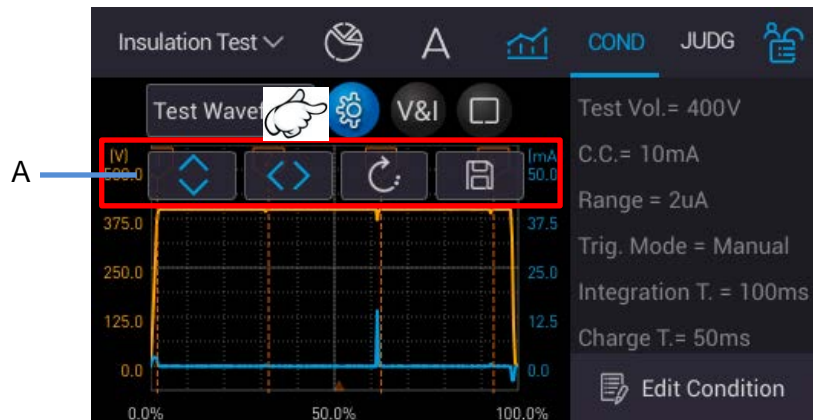 Insulation Test A COND JUDG
Test V&I
Test Vol.= 400V
A
[V] [mA
50.0
C.C.= 10mA
Range = 2uA
375.0 37.5
Trig. Mode = Manual
250.0 25.0
Integration T. = 100ms
125.0 12.5
Charge T.= 50ms
0.0 0.0
Edit Condition
0.0% 50.0% 100.0%